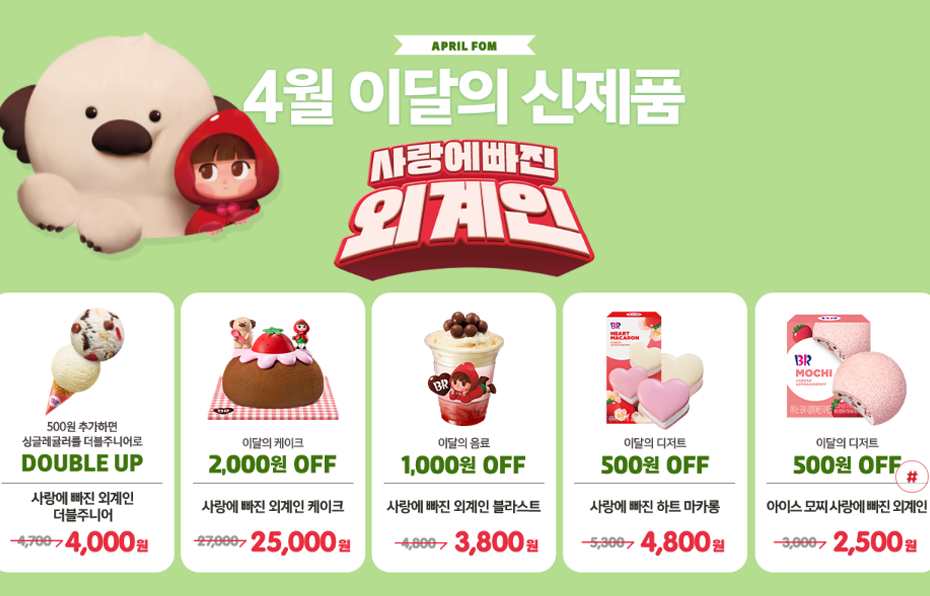 APRIL FOM
4월 이달의 신제품
사랑에빠진
외계인
500원 추가하면
싱글레귤러를 더블주니어로
DOUBLE UP
사랑에 빠진 외계인
더블주니어
4,700 4,000원
이달의 케이크
2,000원 OFF
사랑에 빠진 외계인 케이크
27,000 25,000원
BR
이달의 음료
1,000원 OFF
사랑에 빠진 외계인 블라스트
4,800 3,800원
BR
HEART
MACARON
이달의 디저트
500원 OFF
사랑에 빠진 하트 마카롱
5,300 4,800원
BR
MOCHI
이달의 디저트
500원 OFF
#
아이스 모찌 사랑에 빠진 외계인
3,000 2,500원